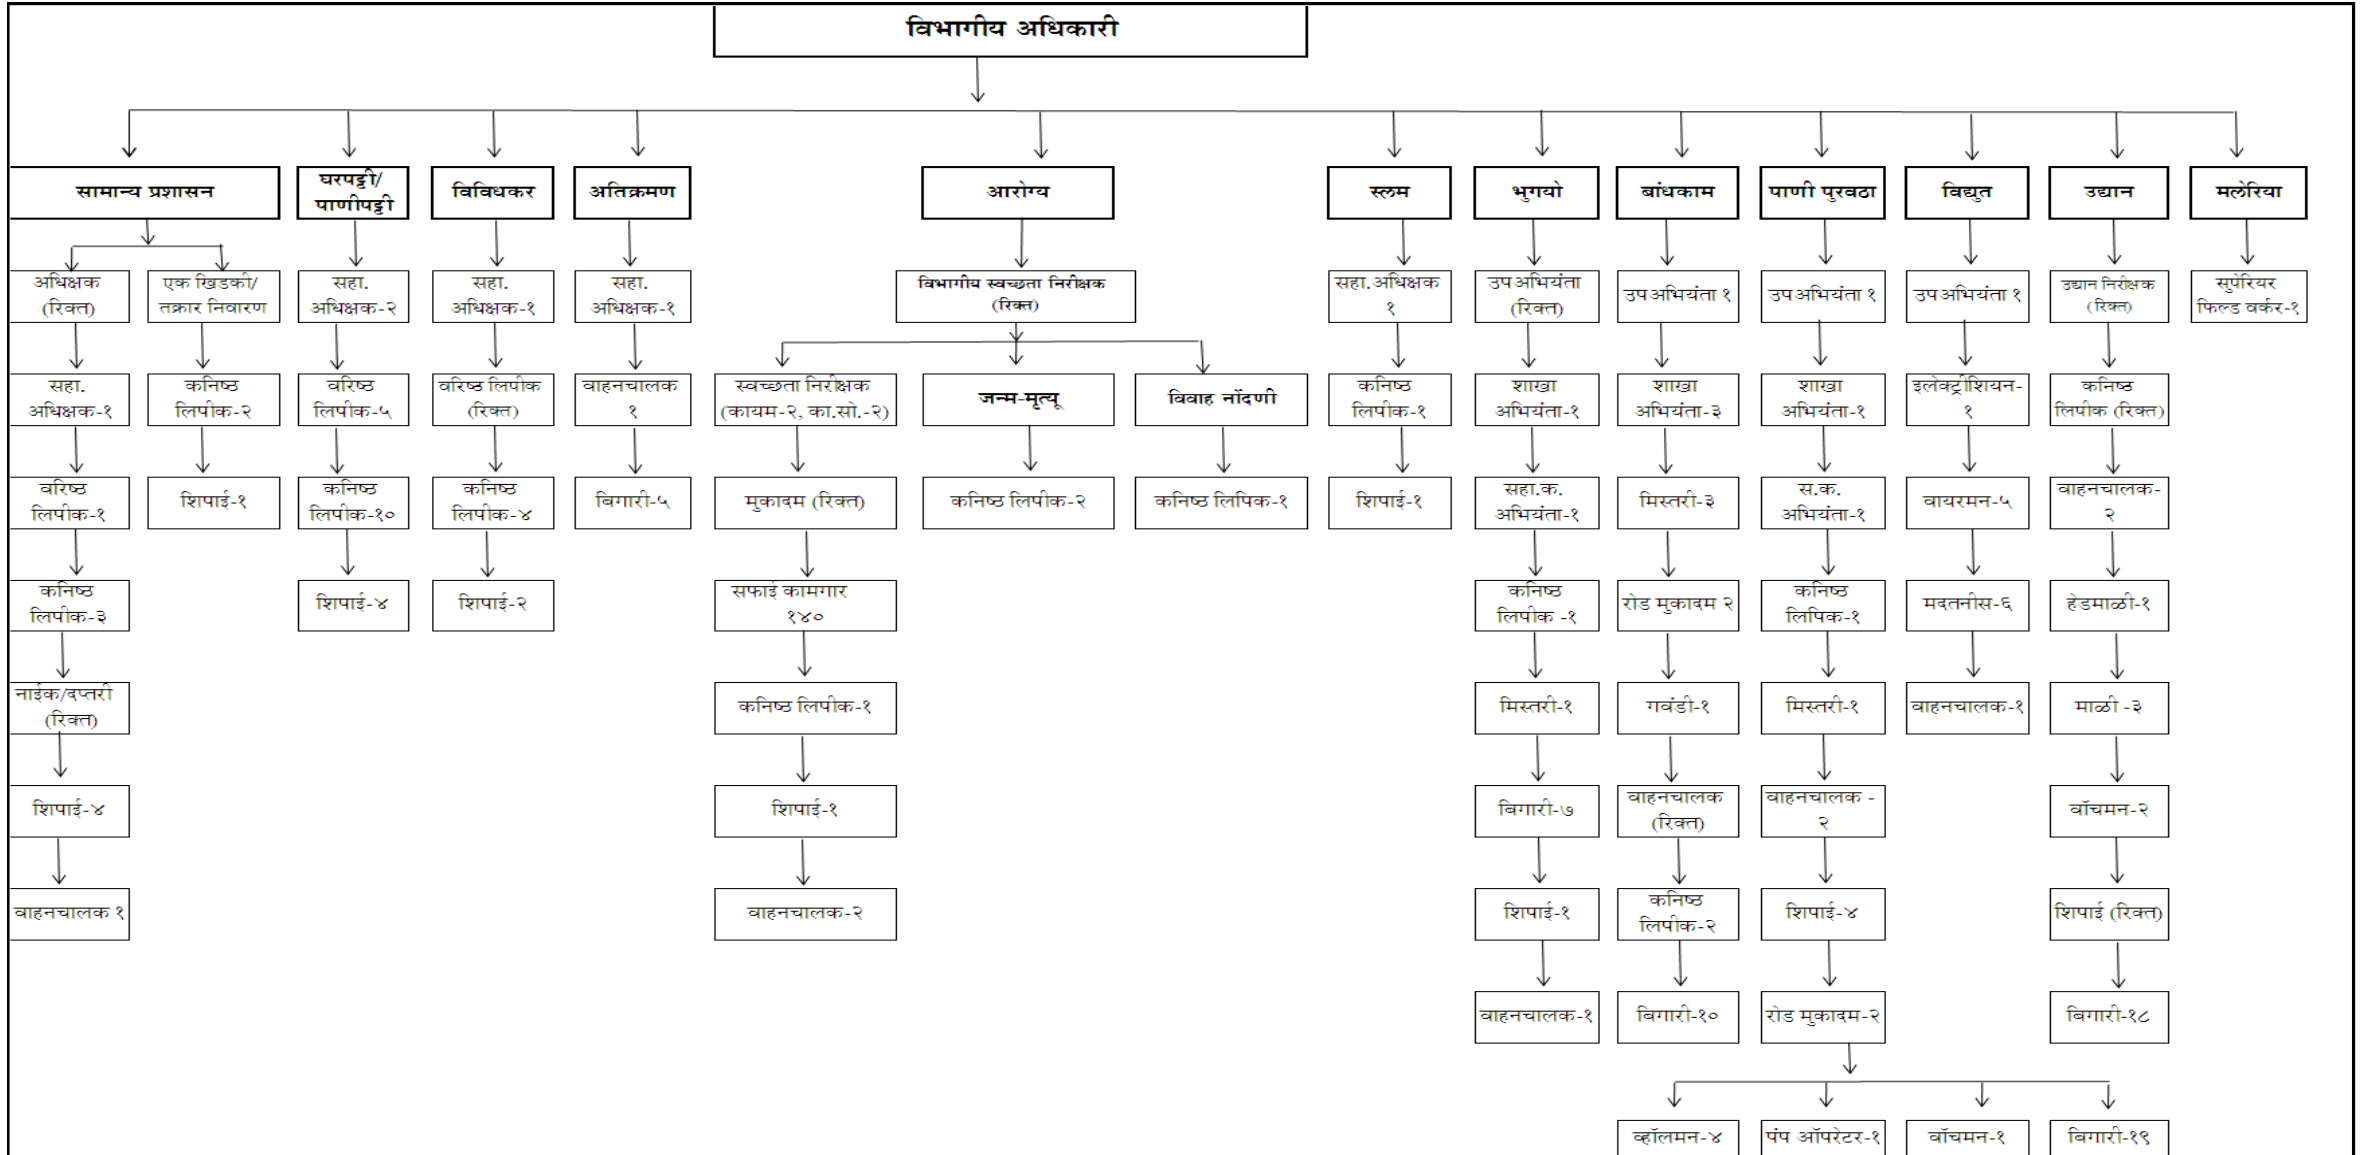 विभागीय अधिकारी
सामान्य प्रशासन
घरपट्टी/
पाणीपट्टी
विविधकर
अतिक्रमण
आरोग्य
स्लम
भुगयो
बांधकाम
पाणी पुरवठा
विद्युत
उद्यान
मलेरिया
अधिक्षक
(रिक्त)
एक खिडकी/
तक्रार निवारण
सहा.
अधिक्षक-२
सहा.
अधिक्षक-१
सहा.
अधिक्षक-१
विभागीय स्वच्छता निरीक्षक
(रिक्त)
सहा.अधिक्षक
१
उपअभियंता
(रिक्त)
उपअभियंता १
उपअभियंता १
उपअभियंता १
उद्यान निरीक्षक
(रिक्त)
सुपेरियर
फिल्ड वर्कर-१
सहा.
अधिक्षक-१
कनिष्ठ
लिपीक-२
वरिष्ठ
लिपीक-५
वरिष्ठ लिपीक
(रिक्त)
वाहनचालक
१
स्वच्छता निरीक्षक
(कायम-२, का.सो.-२)
जन्म-मृत्यू
विवाह नोंदणी
कनिष्ठ
लिपीक-१
शाखा
अभियंता-१
शाखा
अभियंता-३
शाखा
अभियंता-१
इलेक्ट्रीशियन-
१
कनिष्ठ
लिपीक (रिक्त)
वरिष्ठ
लिपीक-१
शिपाई-१
कनिष्ठ
लिपीक-१०
कनिष्ठ
लिपीक-४
बिगारी-५
मुकादम (रिक्त)
कनिष्ठ लिपीक-२
कनिष्ठ लिपिक-१
शिपाई-१
सहा.क.
अभियंता-१
मिस्तरी-३
स.क.
अभियंता-१
वायरमन-५
वाहनचालक-
२
कनिष्ठ
लिपीक-३
शिपाई-४
शिपाई-२
सफाई कामगार
१४०
कनिष्ठ
लिपीक -१
रोड मुकादम २
कनिष्ठ
लिपिक-१
मदतनीस-६
हेडमाळी-१
नाईक/दप्तरी
(रिक्त)
कनिष्ठ लिपीक-१
मिस्तरी-१
गवंडी-१
मिस्तरी-१
वाहनचालक-१
माळी -३
शिपाई-४
शिपाई-१
बिगारी-७
वाहनचालक
(रिक्त)
वाहनचालक -
२
वॉचमन-२
वाहनचालक १
वाहनचालक-२
शिपाई-१
कनिष्ठ
लिपीक-२
शिपाई-४
शिपाई (रिक्त)
वाहनचालक-१
बिगारी-१०
रोड मुकादम-२
बिगारी-१८
व्हॉलमन-४
पंप ऑपरेटर-१
वॉचमन-१
बिगारी-१९